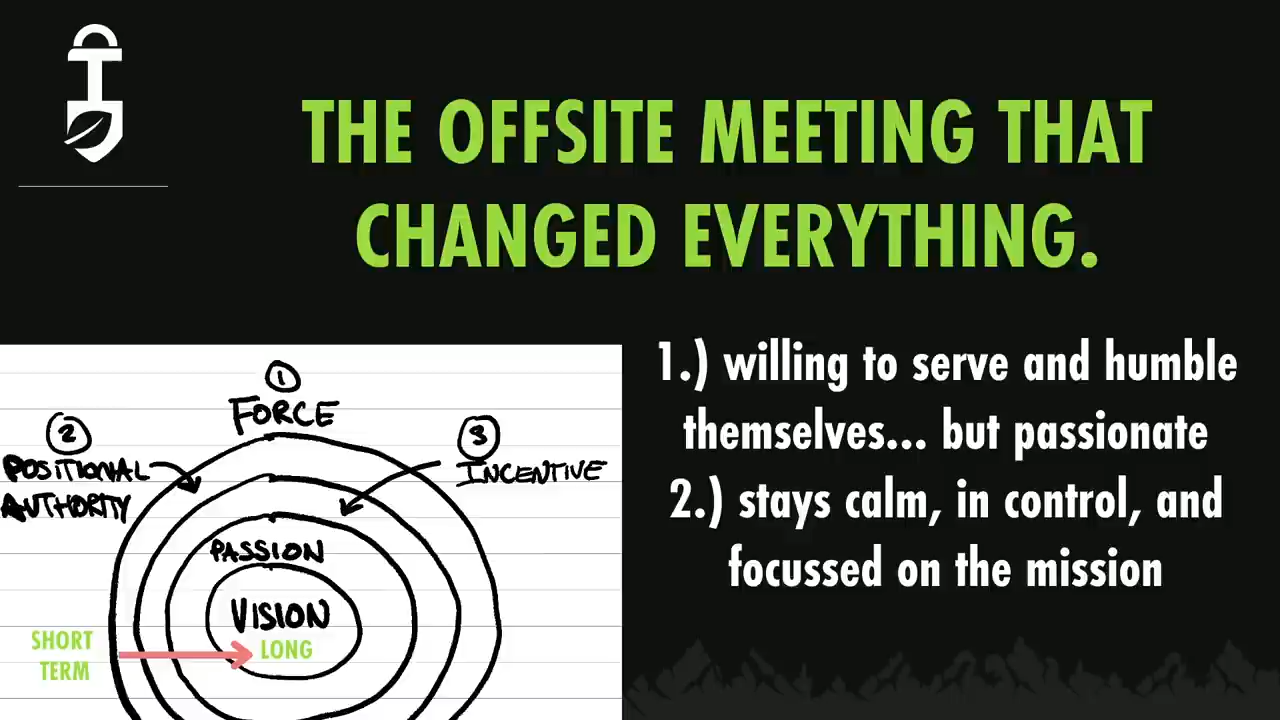 THE OFFSITE MEETING THAT
CHANGED EVERYTHING.
1.) willing to serve and humble
themselves... but passionate
2.) stays calm, in control, and
focussed on the mission
1
FORCE
2
POSITIONAL
AUTHORITY
3
INCENTIVE
PASSION
VISION
SHORT
TERM
LONG